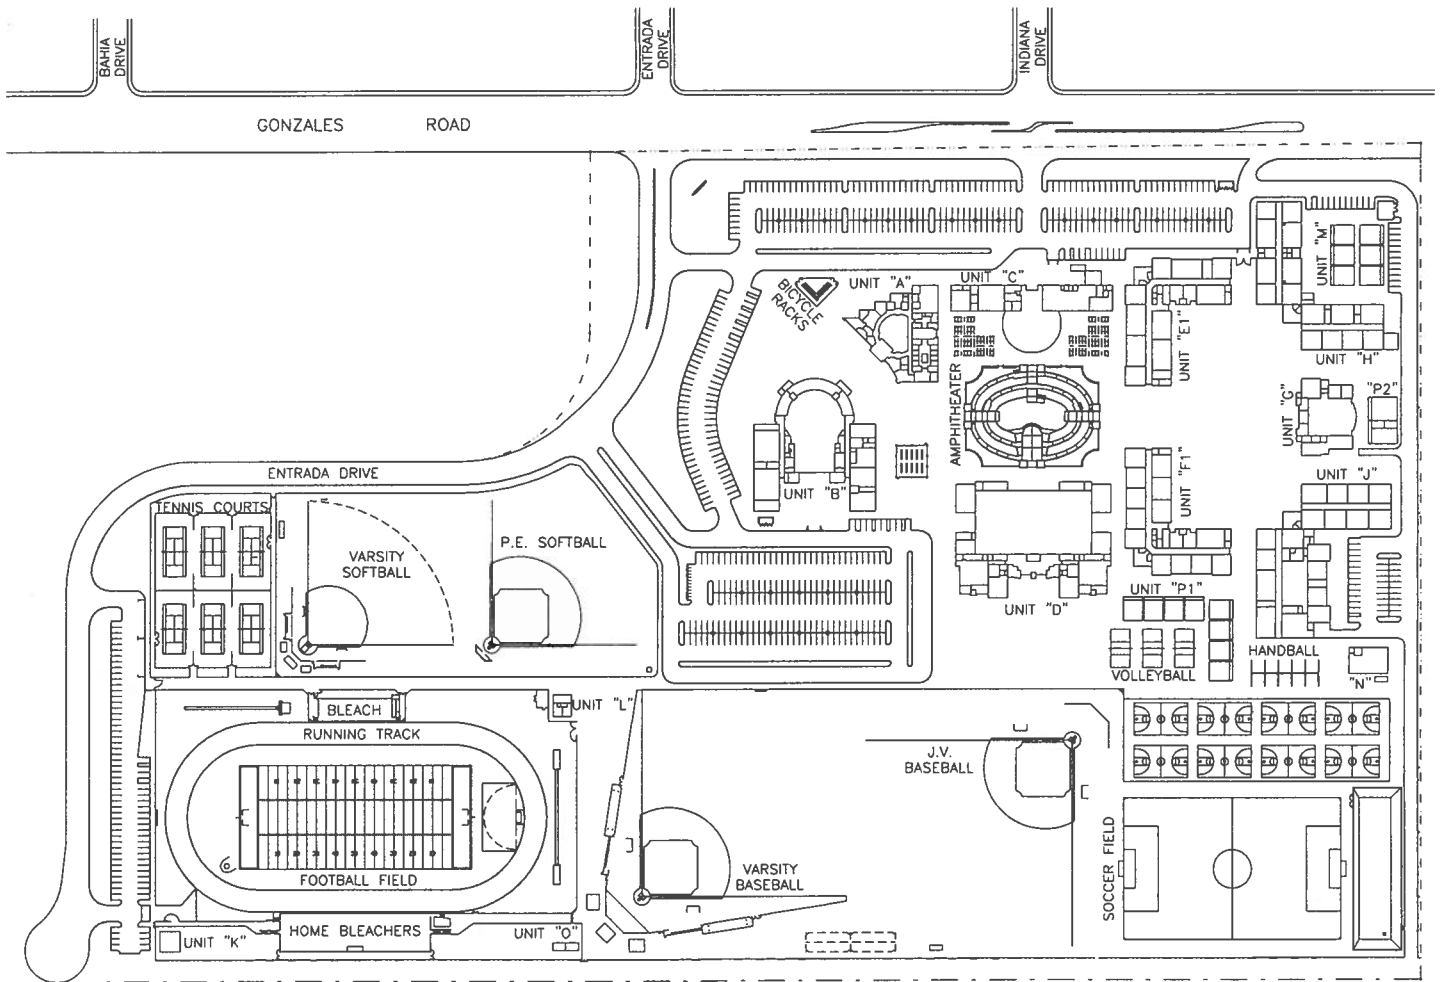 BAHIA
DRIVE
ENTRADA
DRIVE
INDIANA
DRIVE
GONZALES ROAD
UNIT "M"
UNIT "A"
UNIT "C"
BICYCLE
RACKS
UNIT "E1"
UNIT "H"
AMPHITHEATER
UNIT "G"
"P2"
ENTRADA DRIVE
UNIT "B"
UNIT "F1"
UNIT "J"
TENNIS COURTS
VARSITY
SOFTBALL
P.E. SOFTBALL
UNIT "D"
UNIT "P1"
VOLLEYBALL
HANDBALL
"N"
BLEACH
UNIT "L"
RUNNING TRACK
J.V.
BASEBALL
FOOTBALL FIELD
VARSITY
BASEBALL
SOCCER FIELD
UNIT "K"
HOME BLEACHERS
UNIT "O"